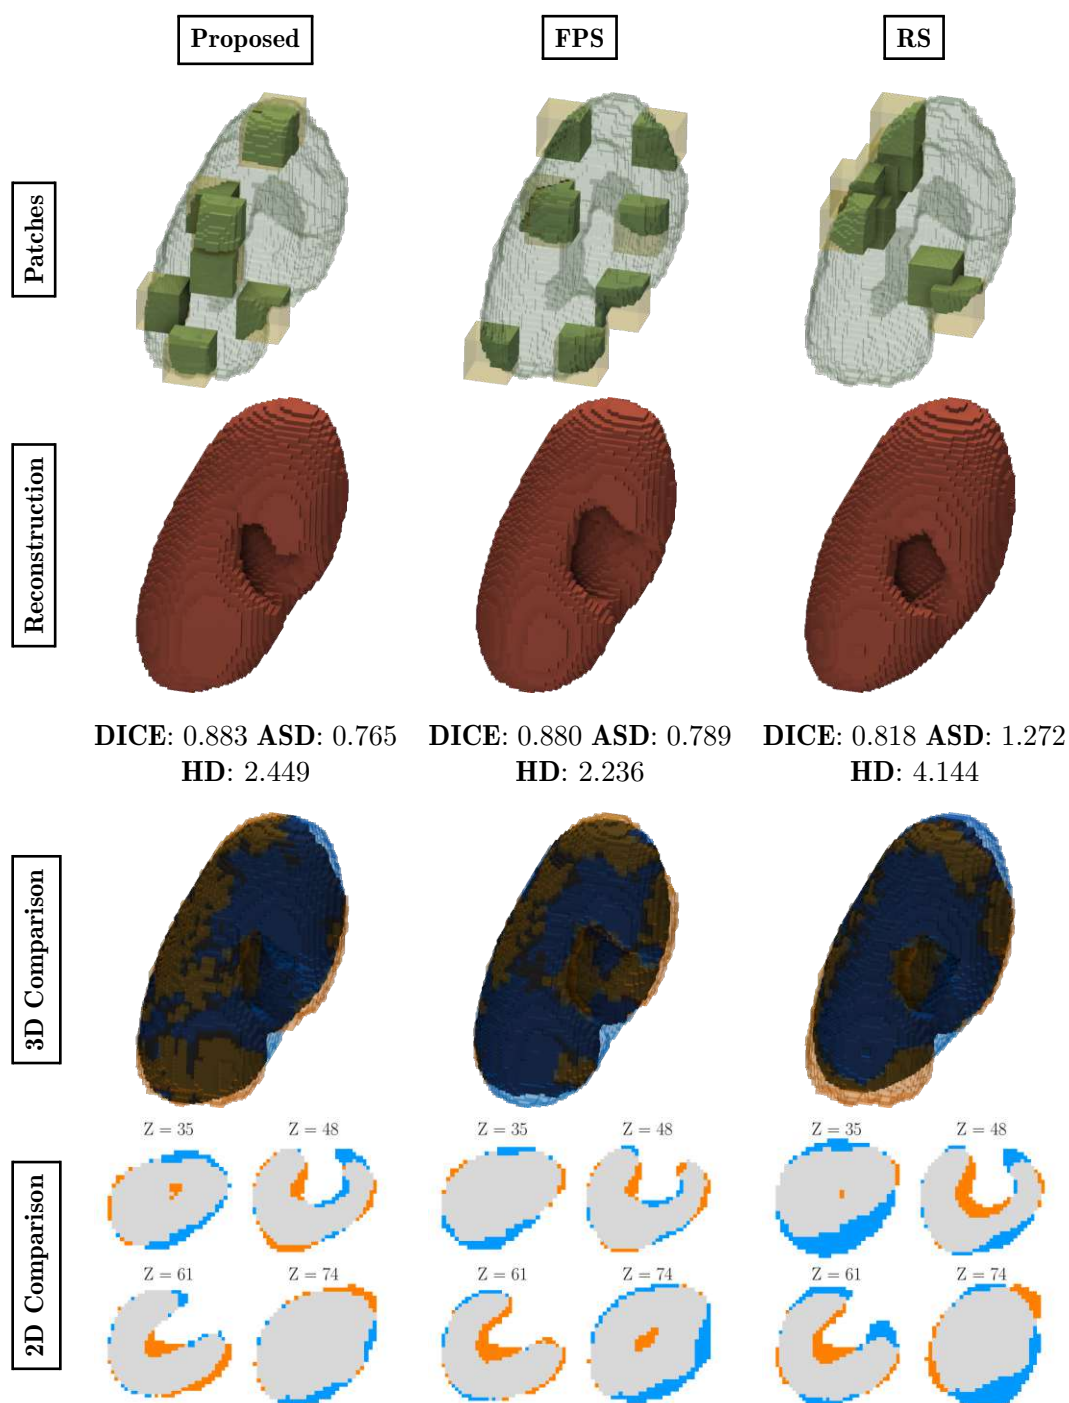 Proposed FPS RS
Patches
Reconstruction
DICE: 0.883 ASD: 0.765
HD: 2.449
DICE: 0.880 ASD: 0.789
HD: 2.236
DICE: 0.818 ASD: 1.272
HD: 4.144
3D Comparison
2D Comparison
Z = 35 Z = 48 Z = 35 Z = 48 Z = 35 Z = 48
Z = 61 Z = 74 Z = 61 Z = 74 Z = 61 Z = 74